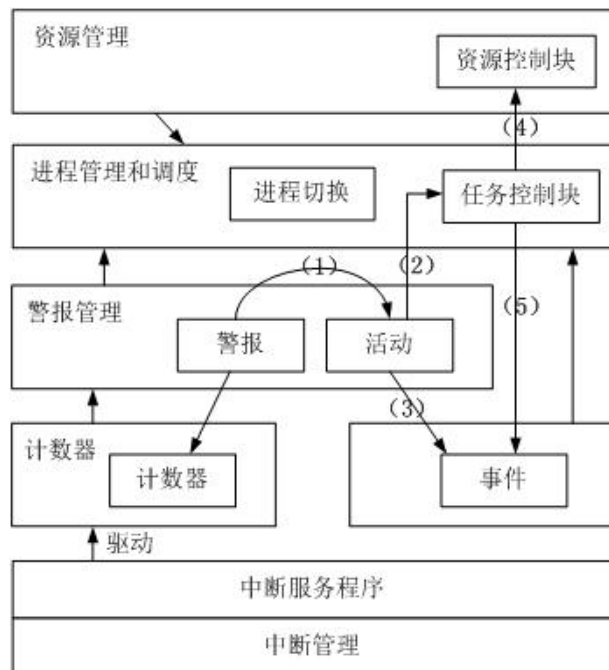 资源管理
资源控制块
（4）
进程管理和调度
进程切换
任务控制块
（1）
（2）
警报管理
（5）
警报
活动
（3）
计数器
计数器
事件
驱动
中断服务程序
中断管理